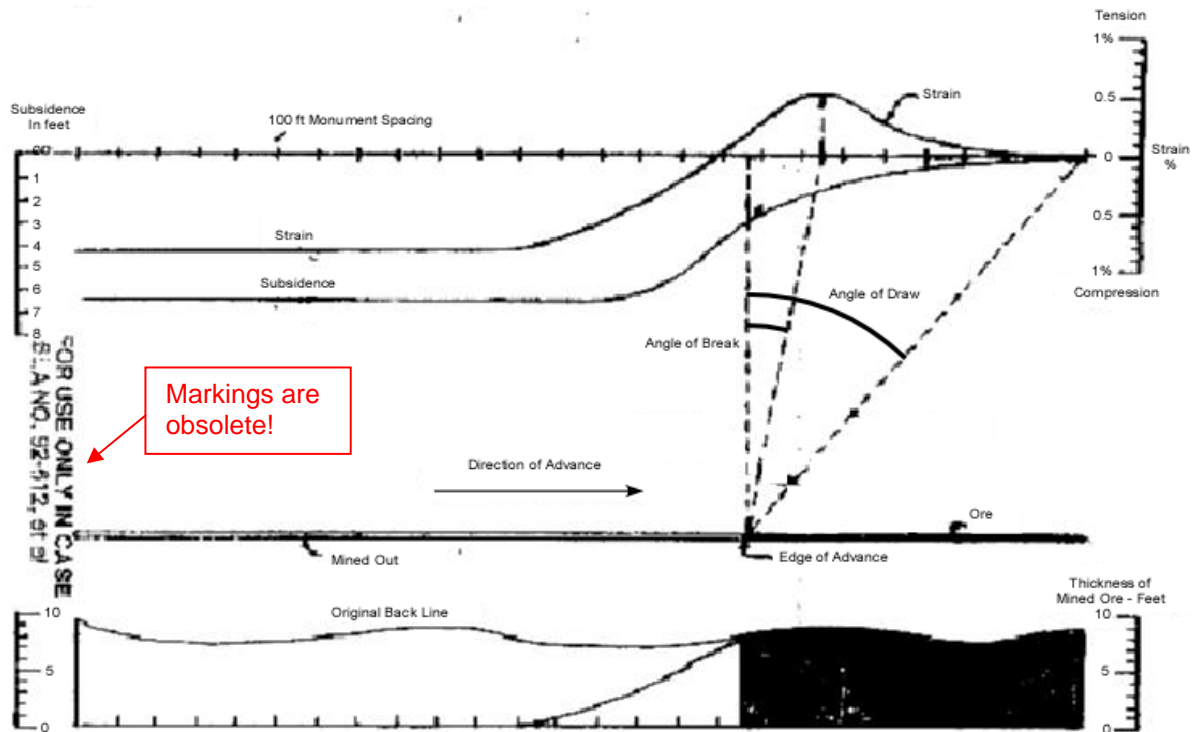 Tension
1%
0.5
0
Strain
%
0.5
1%
Compression
Subsidence
In feet
1
2
3
4
5
6
7
8
100 ft Monument Spacing
Strain
Strain
Subsidence
Angle of Draw
Angle of Break
FOR USE ONLY IN CASE
Markings are
obsolete!
Direction of Advance
Ore
Mined Out
Edge of Advance
Thickness of
Mined Ore - Feet
Original Back Line
10
5
0
10
5
0